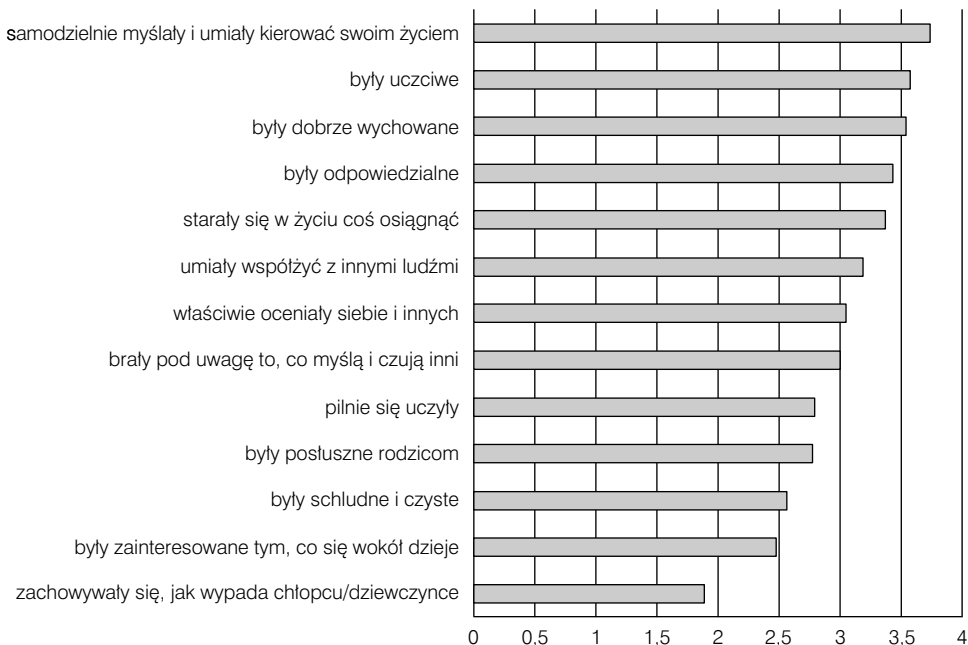 samodzielnie myślały i umiały kierować swoim życiem
były uczciwe
były dobrze wychowane
były odpowiedzialne
starały się w życiu coś osiągnąć
umiały współżyć z innymi ludźmi
właściwie oceniały siebie i innych
brały pod uwagę to, co myślą i czują inni
pilnie się uczyły
były posłuszne rodzicom
były schludne i czyste
były zainteresowane tym, co się wokół dzieje
zachowywały się, jak wypada chłopcu/dziewczynce
0 0,5 1 1,5 2 2,5 3 3,5 4